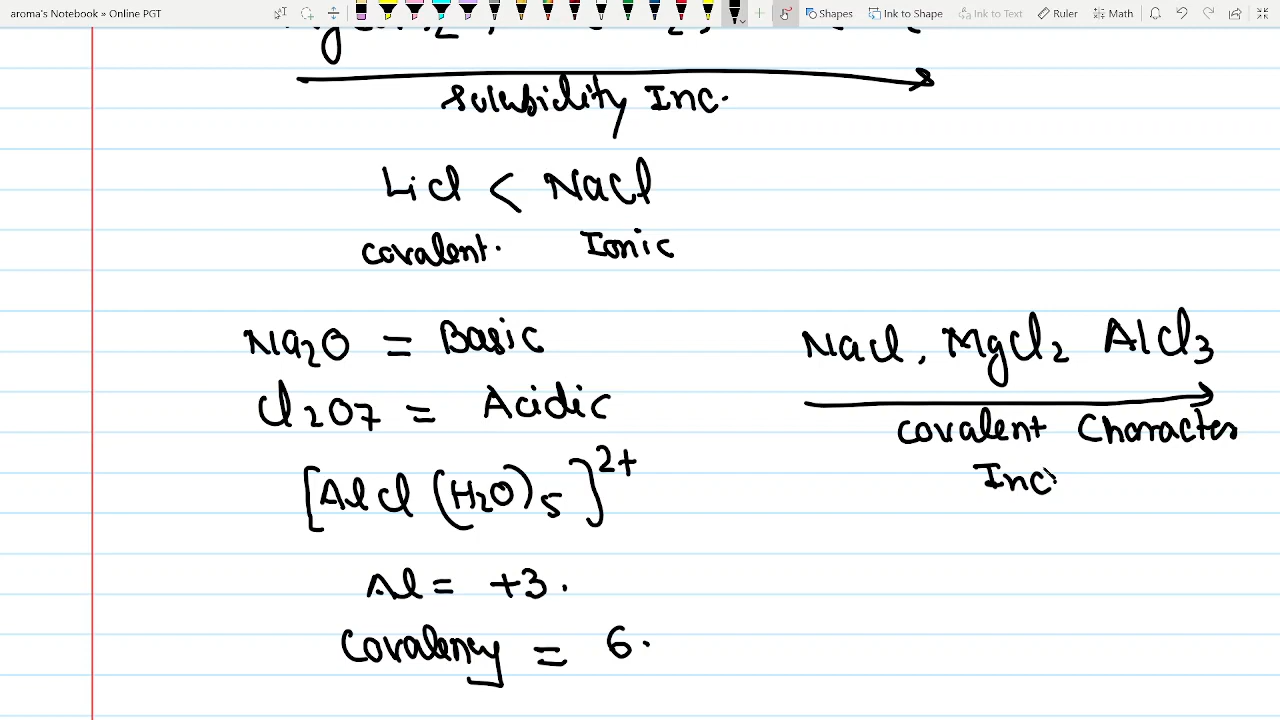 aroma's Notebook » Online PGT
Shapes Ink to Shape Ink to Text Ruler Math
solubility Inc.
LiCl < NaCl
covalent. Ionic
Na2O = Basic
Cl2O7 = Acidic
[AlCl (H2O)5]2+
Al = +3.
Covalency = 6.
NaCl, MgCl2 AlCl3
covalent Character
Inc